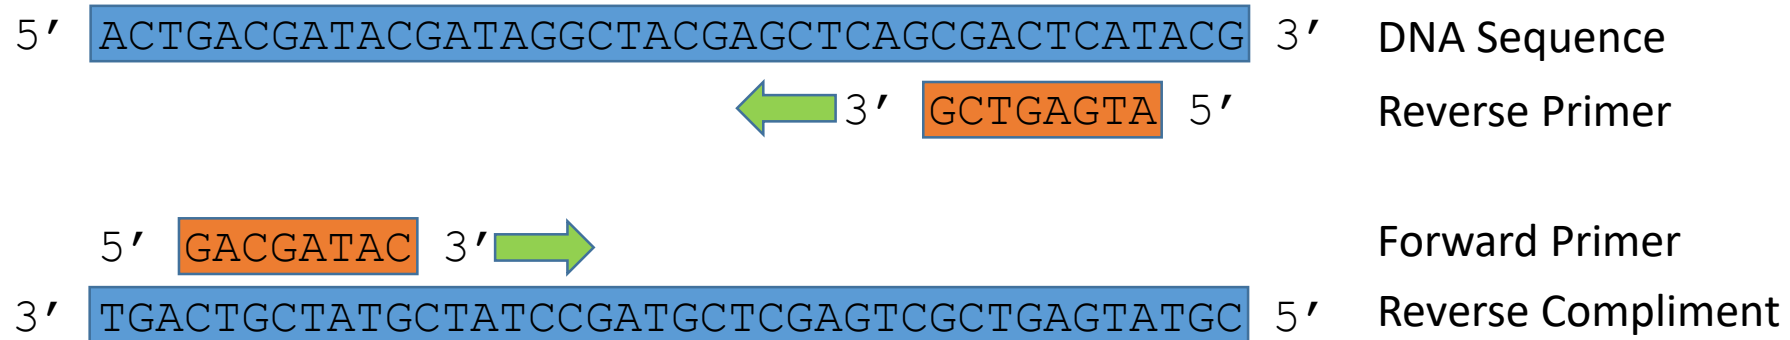 5′ ACTGACGATACGATAGGCTACGAGCTCAGCGACTCATACG 3′ DNA Sequence
3′ GCTGAGTA 5′ Reverse Primer
5′ GACGATAC 3′ Forward Primer
3′ TGACTGCTATGCTATCCGATGCTCGAGTCGCTGAGTATGC 5′ Reverse Compliment